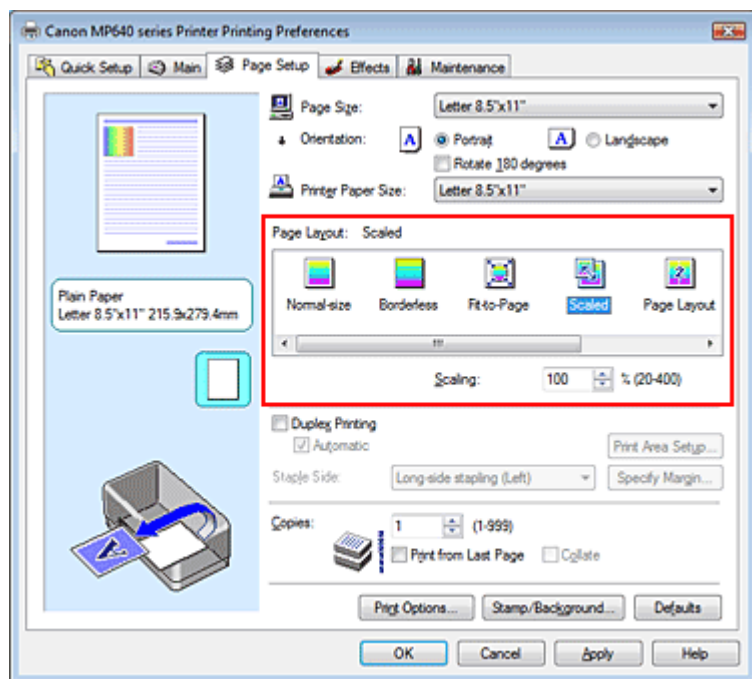 Canon MP640 series Printer Printing Preferences
Quick Setup Main Page Setup Effects Maintenance
Page Size: Letter 8.5"x11"
Orientation: A Portrait A Landscape
Rotate 180 degrees
Printer Paper Size: Letter 8.5"x11"
Page Layout: Scaled
Normal-size Borderless Fit-to-Page Scaled Page Layout
Scaling: 100 % (20-400)
Plain Paper
Letter 8.5"x11" 215.9x279.4mm
Duplex Printing
Automatic Print Area Setup...
Staple Side: Long-side stapling (Left) Specify Margin...
Copies: 1 (1-999)
Print from Last Page Collate
Print Options... Stamp/Background... Defaults
OK Cancel Apply Help